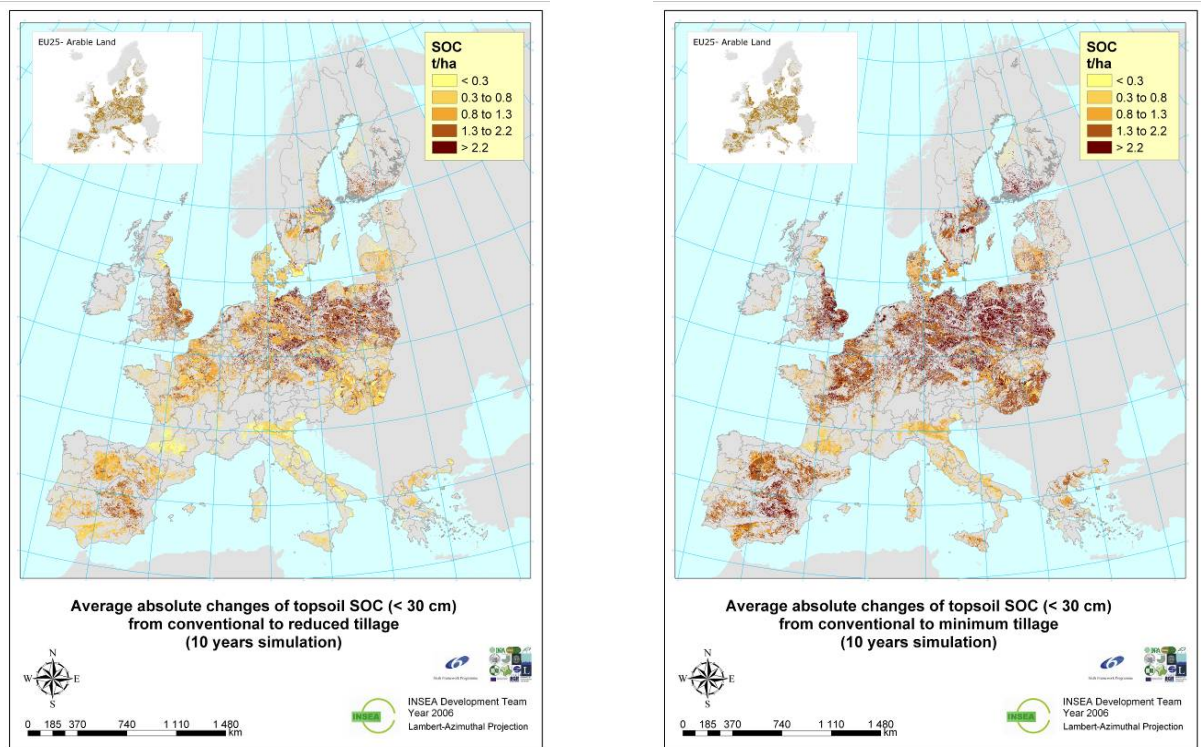 EU25- Arable Land
SOC
t/ha
< 0.3
0.3 to 0.8
0.8 to 1.3
1.3 to 2.2
> 2.2
Average absolute changes of topsoil SOC (< 30 cm)
from conventional to reduced tillage
(10 years simulation)
N
W E
S
0 185 370 740 1 110 1 480
km
INSEA
INSEA Development Team
Year 2006
Lambert-Azimuthal Projection
EU25- Arable Land
SOC
t/ha
< 0.3
0.3 to 0.8
0.8 to 1.3
1.3 to 2.2
> 2.2
Average absolute changes of topsoil SOC (< 30 cm)
from conventional to minimum tillage
(10 years simulation)
N
W E
S
0 185 370 740 1 110 1 480
km
INSEA
INSEA Development Team
Year 2006
Lambert-Azimuthal Projection